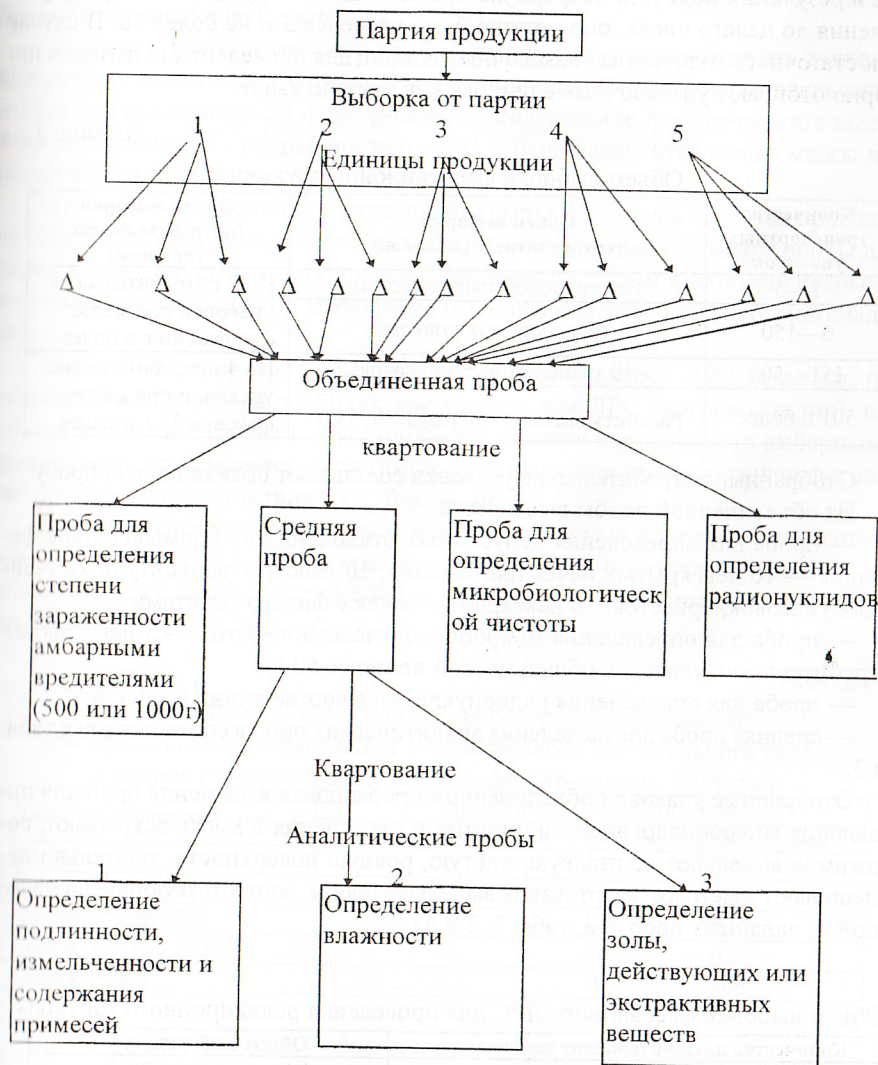 Партия продукции
Выборка от партии
1 2 3 4 5
Единицы продукции
Δ Δ Δ Δ Δ Δ Δ Δ Δ Δ Δ Δ Δ Δ
Объединенная проба
квартование
Проба для
определения
степени
зараженности
амбарными
вредителями
(500 или 1000г)
Средняя
проба
Проба для
определения
микробиологическ
ой чистоты
Проба для
определения
радионуклидов
Квартование
Аналитические пробы
1
Определение
подлинности,
измельченности и
содержания
примесей
2
Определение
влажности
3
Определение
золы,
действующих или
экстрактивных
веществ